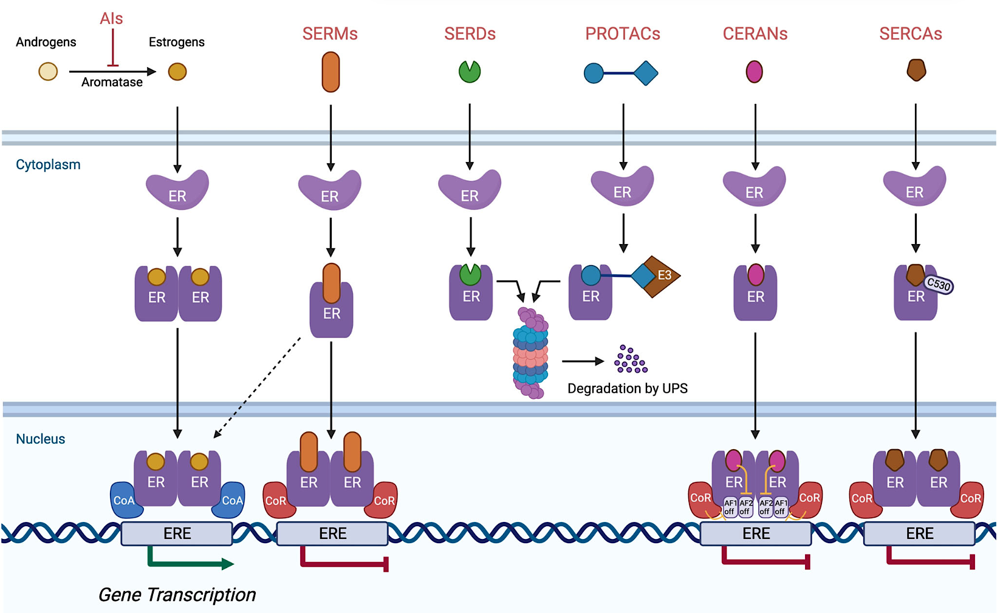 AIs
SERMs
SERDs
PROTACs
CERANs
SERCAs
Androgens
Estrogens
Aromatase
Cytoplasm
ER
ER
ER
ER
ER
ER
ER
ER
ER
ER
ER
E3
ER
ER
C530
Degradation by UPS
Nucleus
ER
ER
ER
ER
ER
ER
ER
ER
CoA
CoA
CoR
CoR
CoR
AF1
off
AF2
off
AF2
off
AF1
off
CoR
CoR
CoR
ERE
ERE
ERE
ERE
Gene Transcription